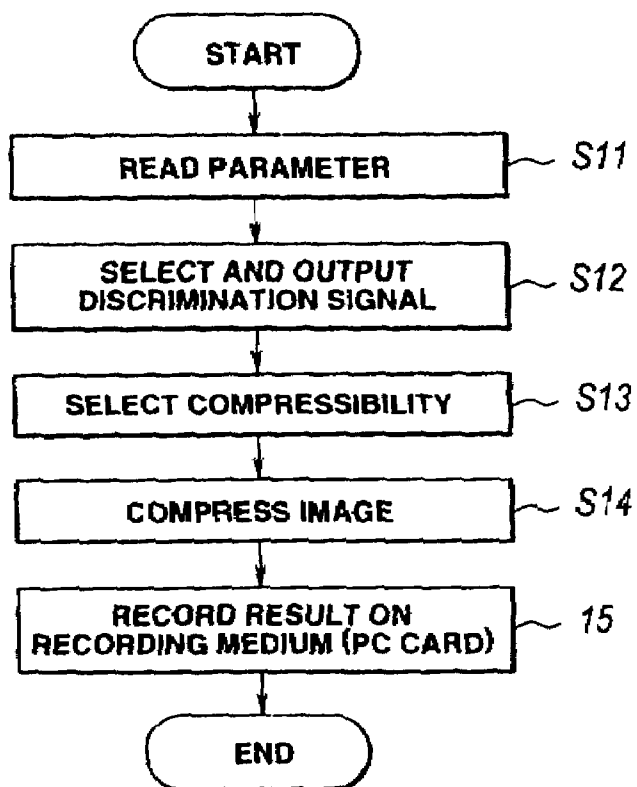 START
READ PARAMETER
S11
SELECT AND OUTPUT
DISCRIMINATION SIGNAL
S12
SELECT COMPRESSIBILITY
S13
COMPRESS IMAGE
S14
RECORD RESULT ON
RECORDING MEDIUM (PC CARD)
15
END